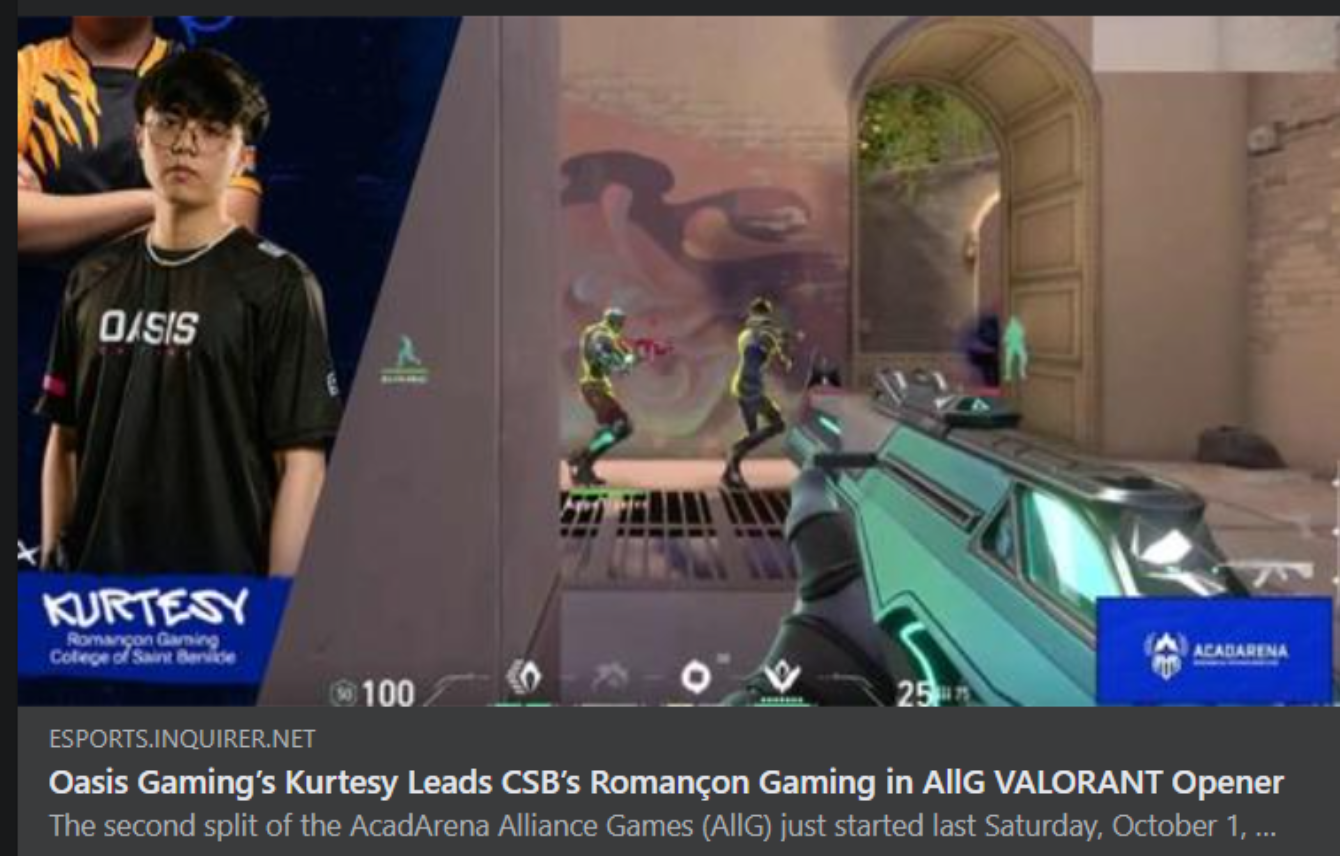 OASIS
KURTESY
Romançon Gaming
College of Saint Benilde
50 100
25
ACADARENA
ESPORTS.INQUIRER.NET
Oasis Gaming’s Kurtesy Leads CSB’s Romançon Gaming in AllG VALORANT Opener
The second split of the AcadArena Alliance Games (AllG) just started last Saturday, October 1, ...